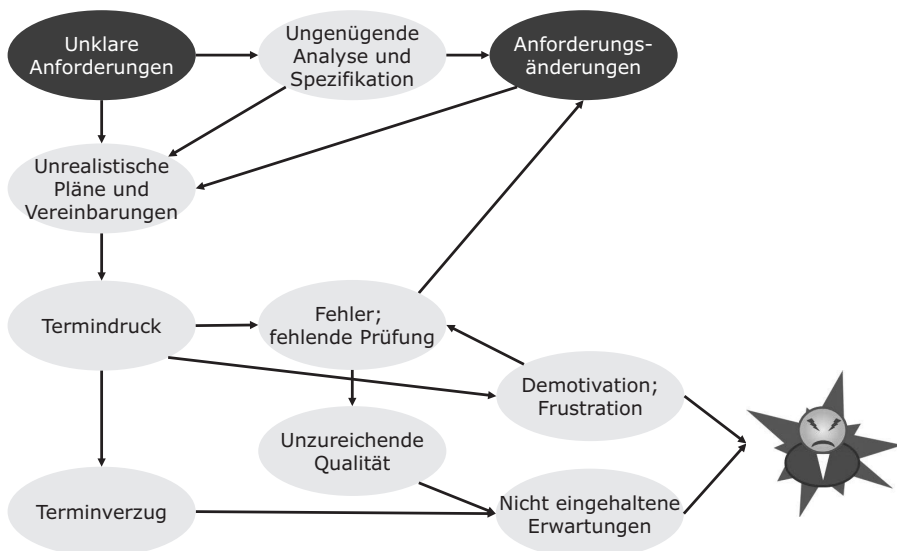 Unklare
Anforderungen
Ungenügende
Analyse und
Spezifikation
Anforderungs-
änderungen
Unrealistische
Pläne und
Vereinbarungen
Termindruck
Fehler;
fehlende Prüfung
Demotivation;
Frustration
Unzureichende
Qualität
Terminverzug
Nicht eingehaltene
Erwartungen